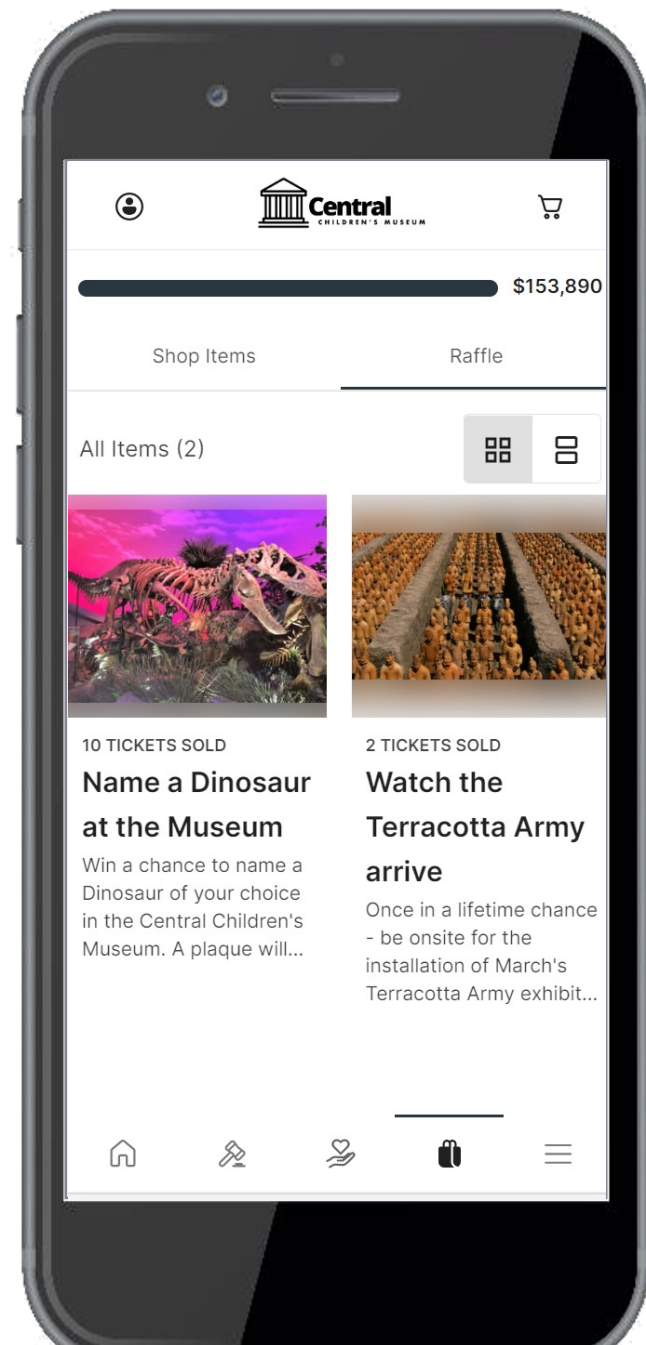 Central
CHILDREN'S MUSEUM
$153,890
Shop Items
Raffle
All Items (2)
10 TICKETS SOLD
Name a Dinosaur
at the Museum
Win a chance to name a
Dinosaur of your choice
in the Central Children's
Museum. A plaque will...
2 TICKETS SOLD
Watch the
Terracotta Army
arrive
Once in a lifetime chance
- be onsite for the
installation of March's
Terracotta Army exhibit...